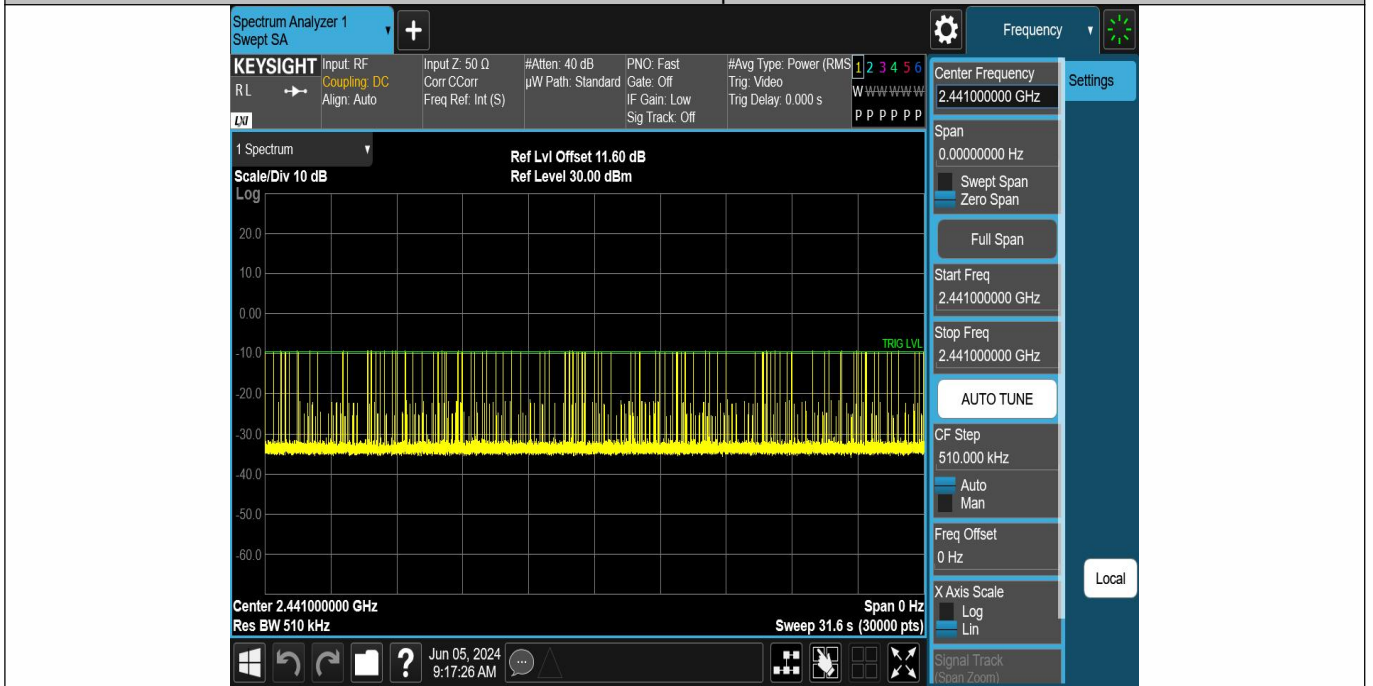 Spectrum Analyzer 1
Swept SA
Frequency
KEYSIGHT
RL
LXI
Input: RF
Coupling: DC
Align: Auto
Input Z: 50 Ω
Corr CCorr
Freq Ref: Int (S)
#Atten: 40 dB
µW Path: Standard
PNO: Fast
Gate: Off
IF Gain: Low
Sig Track: Off
#Avg Type: Power (RMS
Trig: Video
Trig Delay: 0.000 s
1 2 3 4 5 6
W W W W W W
P P P P P P
1 Spectrum
Scale/Div 10 dB
Ref Lvl Offset 11.60 dB
Ref Level 30.00 dBm
Log
20.0
10.0
0.00
-10.0
-20.0
-30.0
-40.0
-50.0
-60.0
TRIG LVL
Center 2.441000000 GHz
Res BW 510 kHz
Span 0 Hz
Sweep 31.6 s (30000 pts)
?
Jun 05, 2024
9:17:26 AM
Center Frequency
2.441000000 GHz
Settings
Span
0.00000000 Hz
Swept Span
Zero Span
Full Span
Start Freq
2.441000000 GHz
Stop Freq
2.441000000 GHz
AUTO TUNE
CF Step
510.000 kHz
Auto
Man
Freq Offset
0 Hz
X Axis Scale
Log
Lin
Signal Track
(Span Zoom)
Local